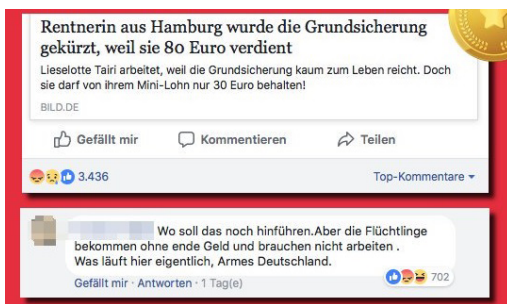 Rentnerin aus Hamburg wurde die Grundsicherung
gekürzt, weil sie 80 Euro verdient
Lieselotte Tairi arbeitet, weil die Grundsicherung kaum zum Leben reicht. Doch
sie darf von ihrem Mini-Lohn nur 30 Euro behalten!
BILD.DE
Gefällt mir Kommentieren Teilen
3.436 Top-Kommentare
Wo soll das noch hinführen.Aber die Flüchtlinge
bekommen ohne ende Geld und brauchen nicht arbeiten .
Was läuft hier eigentlich, Armes Deutschland.
Gefällt mir · Antworten · 1 Tag(e) 702